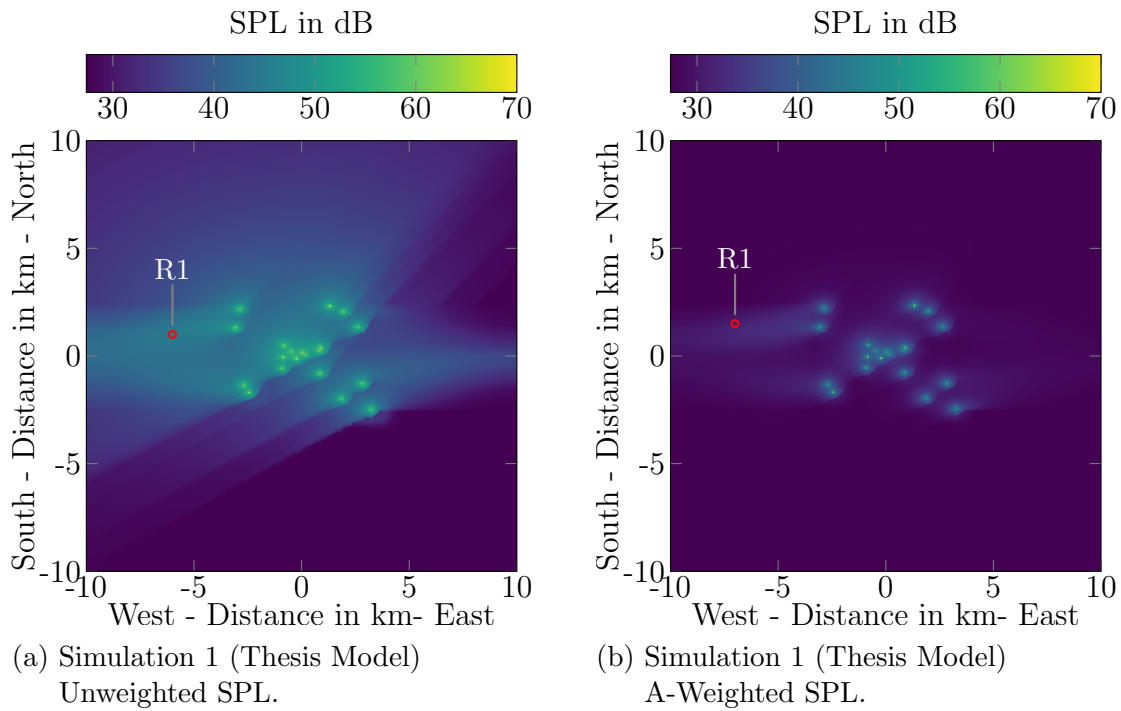 SPL in dB
30 40 50 60 70
10
5
0
-5
-10
South - Distance in km - North
R1
-10 -5 0 5 10
West - Distance in km- East
(a) Simulation 1 (Thesis Model)
Unweighted SPL.
SPL in dB
30 40 50 60 70
10
5
0
-5
-10
South - Distance in km - North
R1
-10 -5 0 5 10
West - Distance in km- East
(b) Simulation 1 (Thesis Model)
A-Weighted SPL.